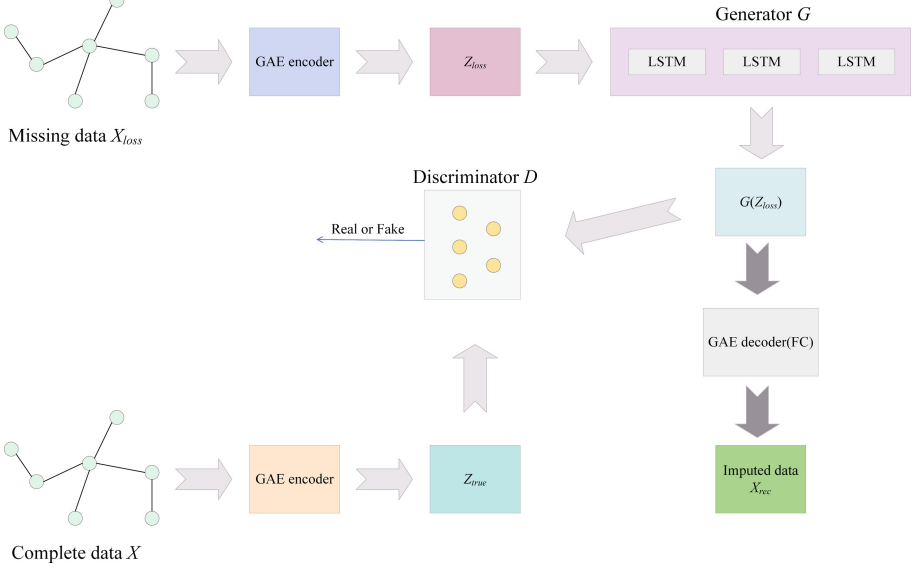 Generator G
GAE encoder
Z_loss
LSTM
LSTM
LSTM
Missing data X_loss
Discriminator D
G(Z_loss)
Real or Fake
GAE decoder(FC)
GAE encoder
Z_true
Imputed data
X_rec
Complete data X